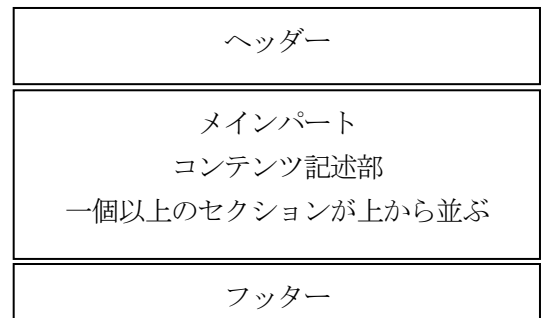 ヘッダー
メインパート
コンテンツ記述部
一個以上のセクションが上から並ぶ
フッター